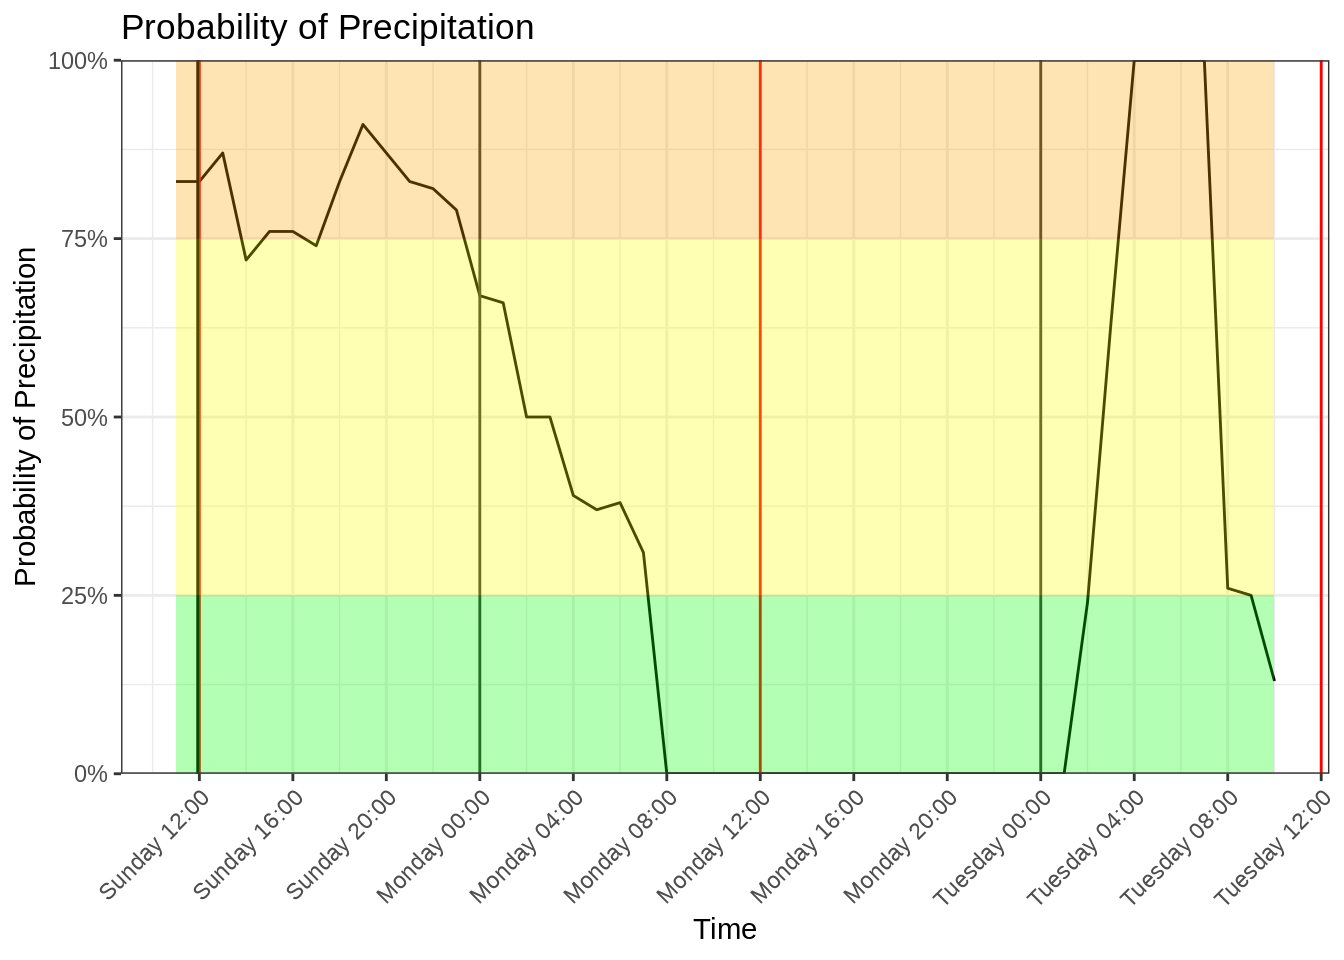 Probability of Precipitation
Probability of Precipitation
100%
75%
50%
25%
0%
Sunday 12:00
Sunday 16:00
Sunday 20:00
Monday 00:00
Monday 04:00
Monday 08:00
Monday 12:00
Monday 16:00
Monday 20:00
Tuesday 00:00
Tuesday 04:00
Tuesday 08:00
Tuesday 12:00
Time